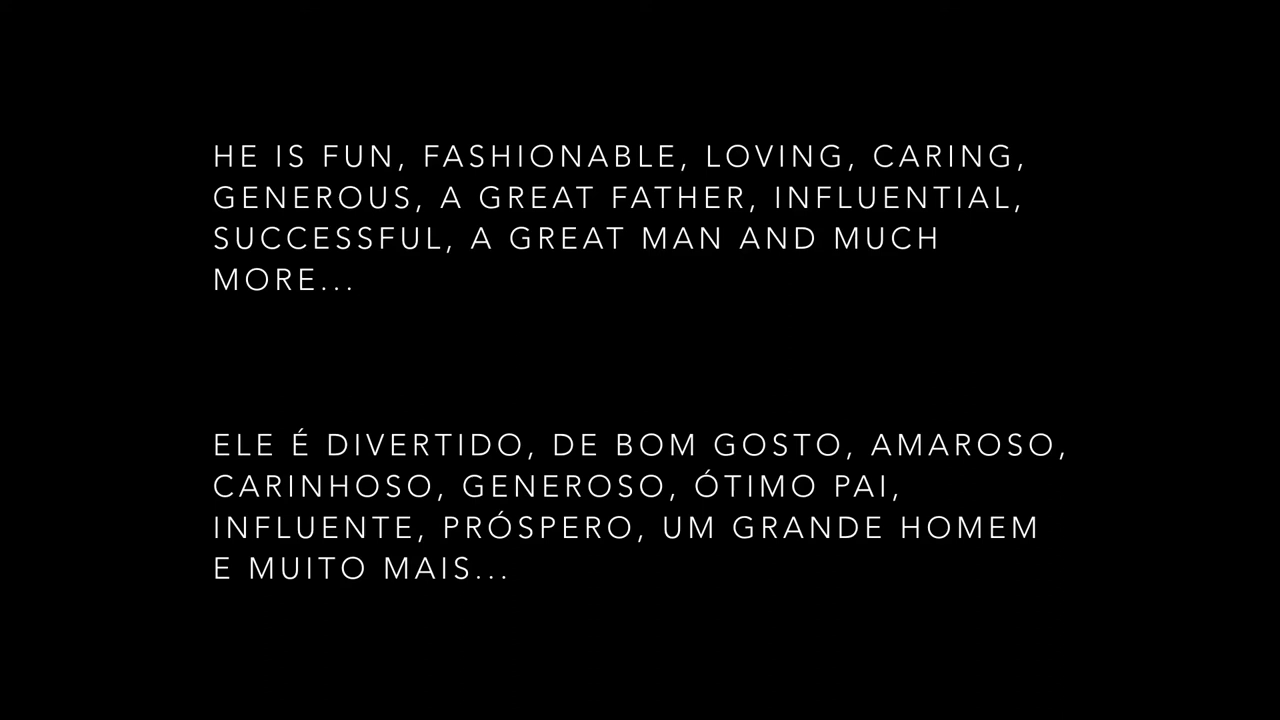 HE IS FUN, FASHIONABLE, LOVING, CARING,
GENEROUS, A GREAT FATHER, INFLUENTIAL,
SUCCESSFUL, A GREAT MAN AND MUCH
MORE...
ELE É DIVERTIDO, DE BOM GOSTO, AMAROSO,
CARINHOSO, GENEROSO, ÓTIMO PAI,
INFLUENTE, PRÓSPERO, UM GRANDE HOMEM
E MUITO MAIS...